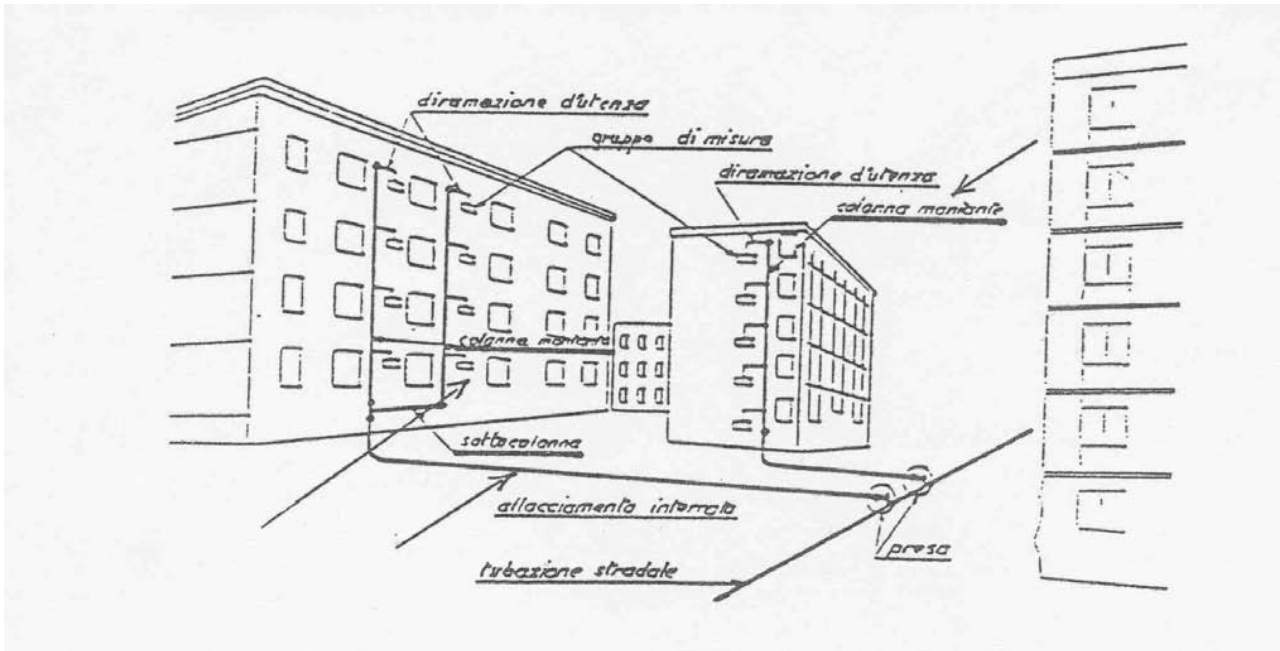 diramazione d'utenza
gruppo di misura
diramazione d'utenza
colonna montante
colonna montante
sottocolonna
allacciamento interrato
presa
tubazione stradale